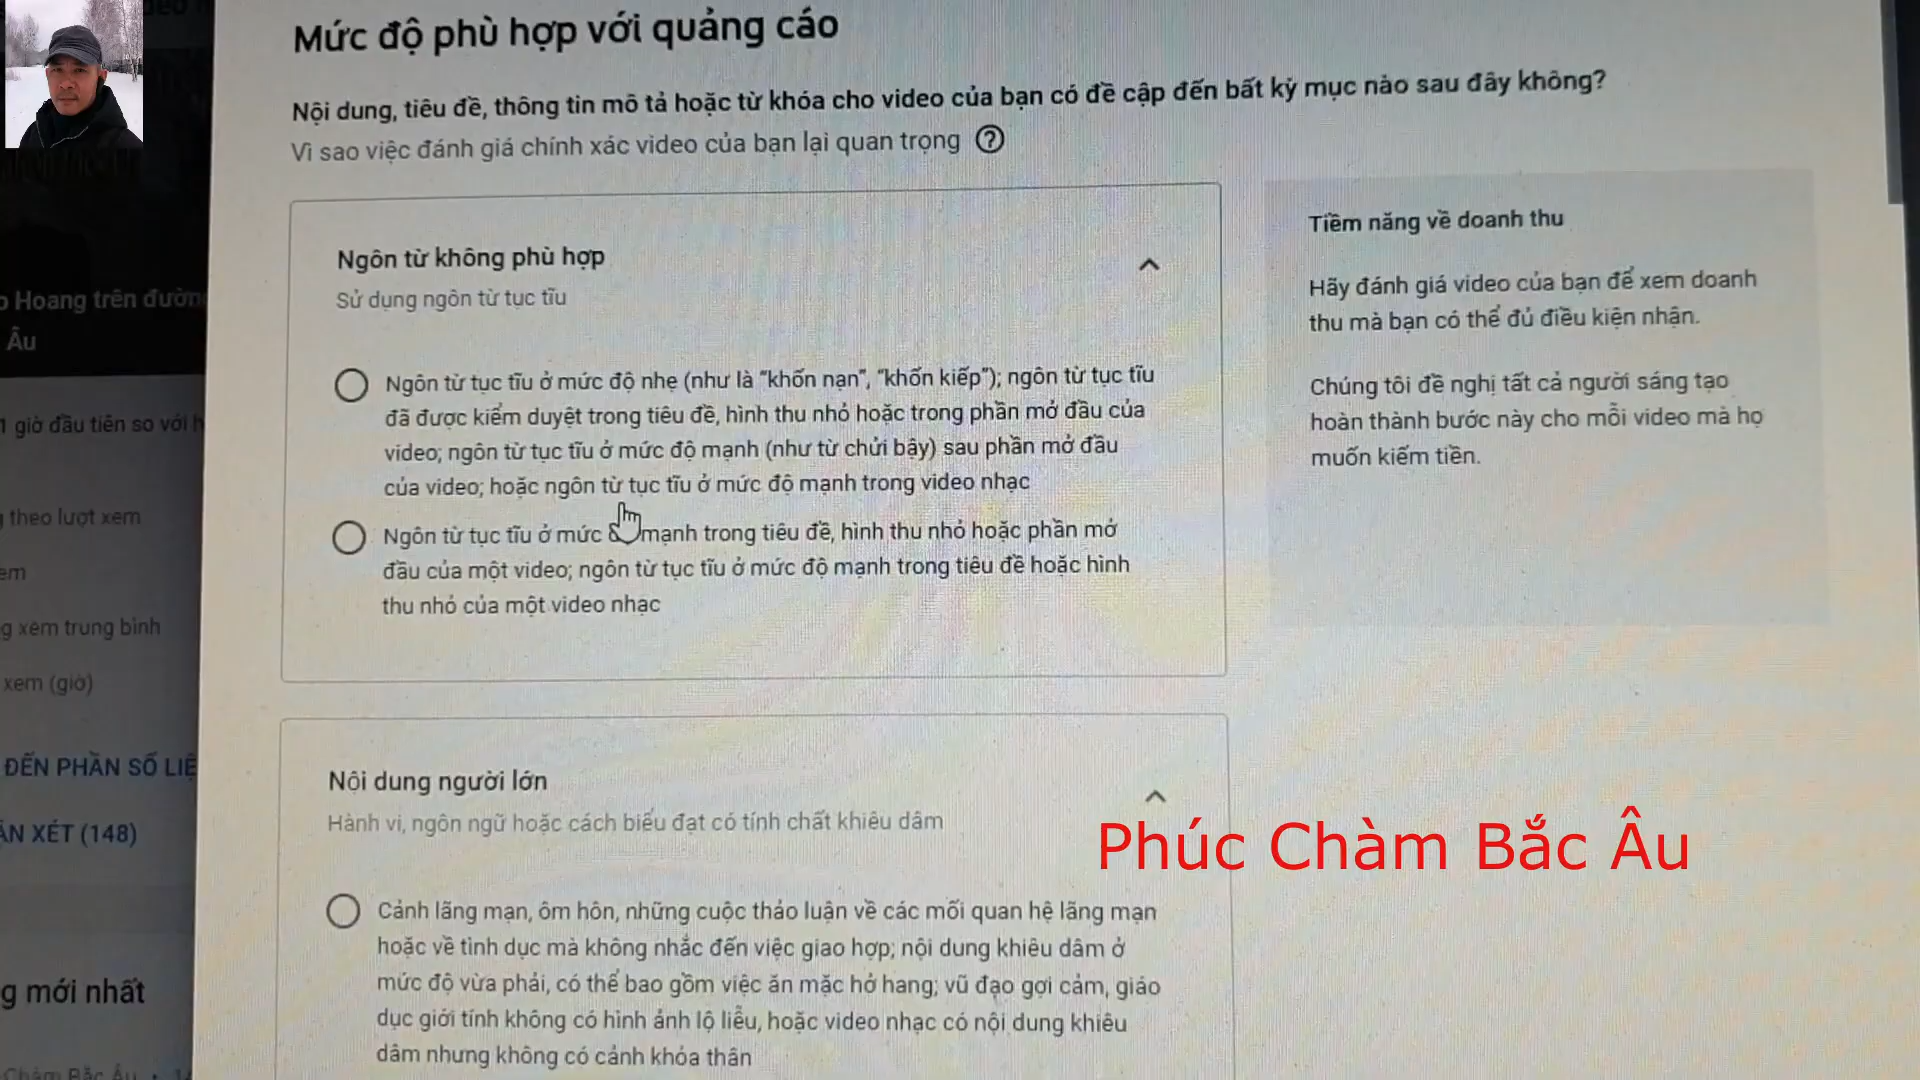 Mức độ phù hợp với quảng cáo
Nội dung, tiêu đề, thông tin mô tả hoặc từ khóa cho video của bạn có đề cập đến bất kỳ mục nào sau đây không?
Vì sao việc đánh giá chính xác video của bạn lại quan trọng ?
Ngôn từ không phù hợp
Sử dụng ngôn từ tục tĩu
Ngôn từ tục tĩu ở mức độ nhẹ (như là "khốn nạn", "khốn kiếp"); ngôn từ tục tĩu
đã được kiểm duyệt trong tiêu đề, hình thu nhỏ hoặc trong phần mở đầu của
video; ngôn từ tục tĩu ở mức độ mạnh (như từ chửi bậy) sau phần mở đầu
của video; hoặc ngôn từ tục tĩu ở mức độ mạnh trong video nhạc
Ngôn từ tục tĩu ở mức mạnh trong tiêu đề, hình thu nhỏ hoặc phần mở
đầu của một video; ngôn từ tục tĩu ở mức độ mạnh trong tiêu đề hoặc hình
thu nhỏ của một video nhạc
Tiềm năng về doanh thu
Hãy đánh giá video của bạn để xem doanh
thu mà bạn có thể đủ điều kiện nhận.
Chúng tôi đề nghị tất cả người sáng tạo
hoàn thành bước này cho mỗi video mà họ
muốn kiếm tiền.
Nội dung người lớn
Hành vi, ngôn ngữ hoặc cách biểu đạt có tính chất khiêu dâm
Cảnh lãng mạn, ôm hôn, những cuộc thảo luận về các mối quan hệ lãng mạn
hoặc về tình dục mà không nhắc đến việc giao hợp; nội dung khiêu dâm ở
mức độ vừa phải, có thể bao gồm việc ăn mặc hở hang; vũ đạo gợi cảm, giáo
dục giới tính không có hình ảnh lộ liễu, hoặc video nhạc có nội dung khiêu
dâm nhưng không có cảnh khỏa thân
Phúc Chàm Bắc Âu
Hoang trên đườn
Âu
1 giờ đầu tiên so với h
theo lượt xem
em
g xem trung bình
xem (giờ)
ĐẾN PHẦN SỐ LIỆ
ẬN XÉT (148)
g mới nhất
Chàm Bắc Âu